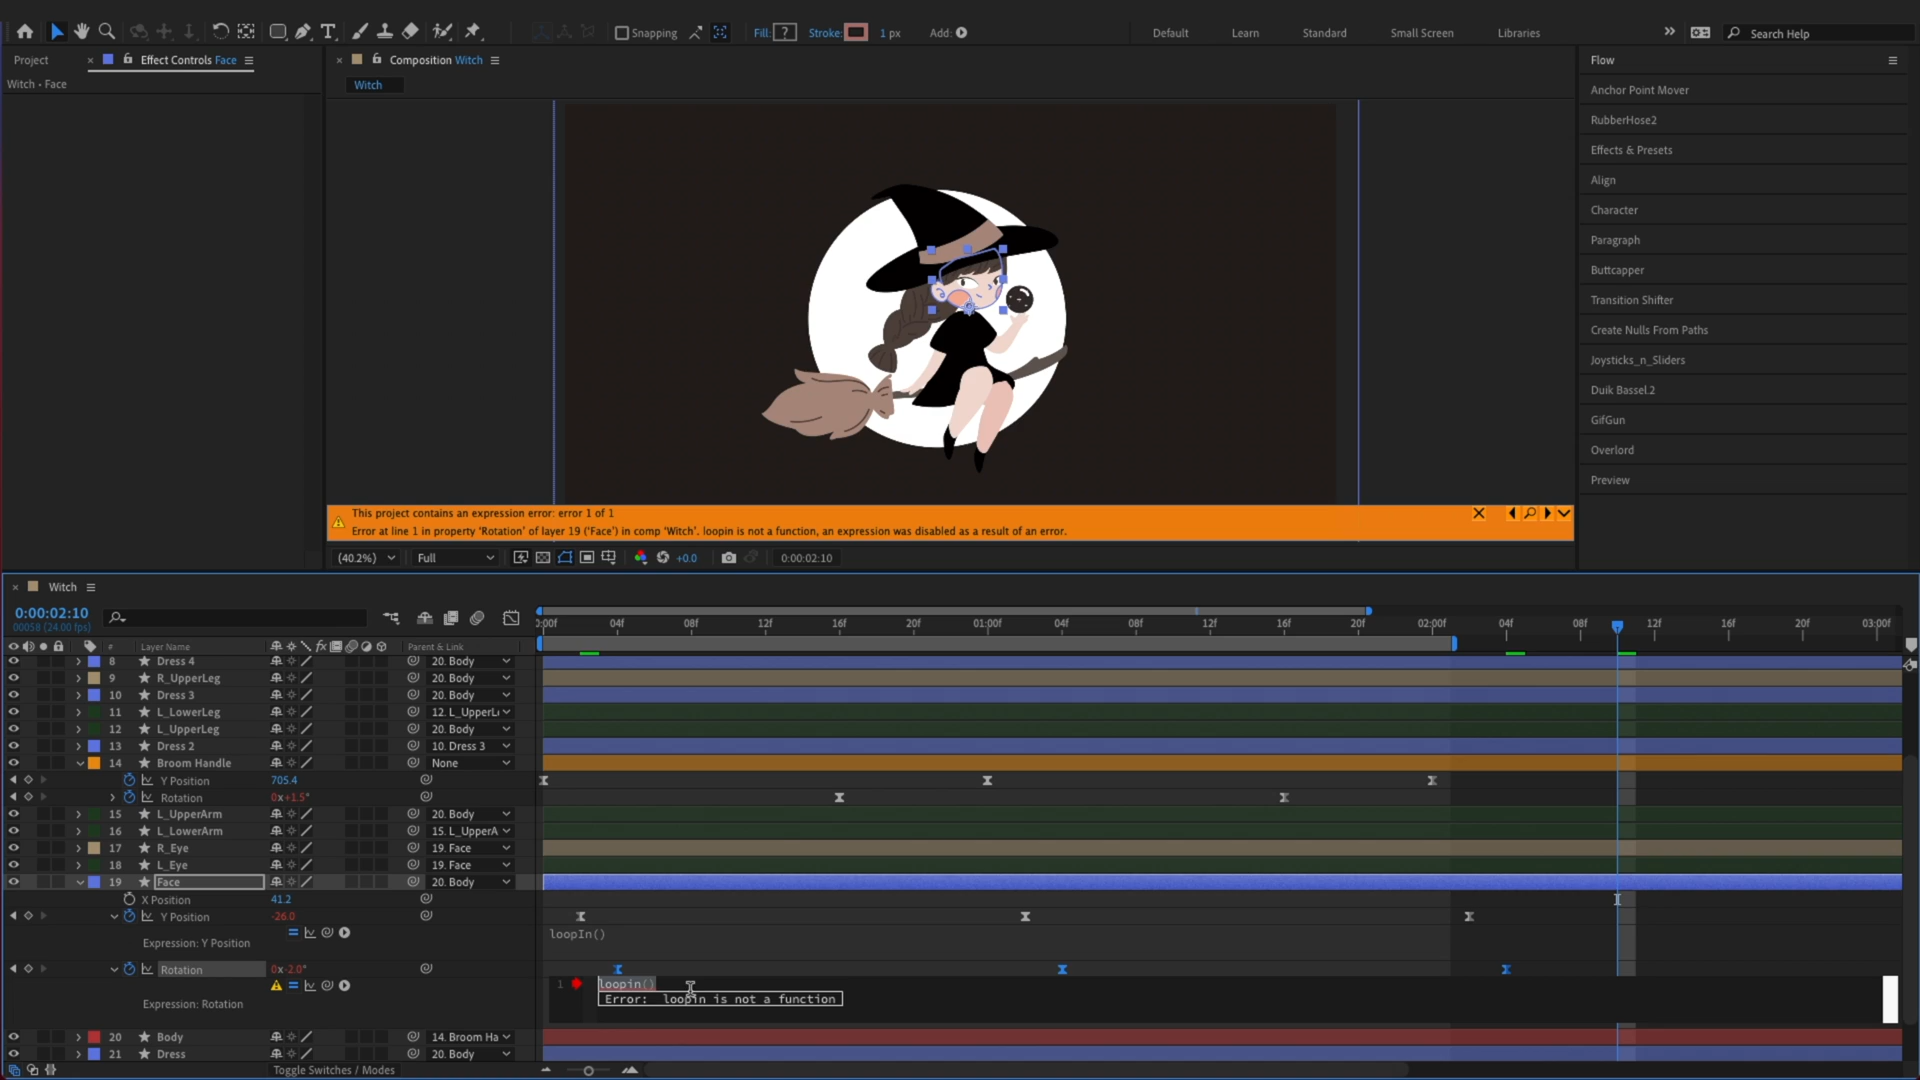 Snapping
Fill: ?
Stroke:
1 px
Add:
Default
Learn
Standard
Small Screen
Libraries
Search Help
Project
Effect Controls Face
Witch • Face
Composition Witch
Witch
This project contains an expression error: error 1 of 1
Error at line 1 in property 'Rotation' of layer 19 ('Face') in comp 'Witch'. loopin is not a function, an expression was disabled as a result of an error.
(40.2%)
Full
+0.0
0:00:02:10
Flow
Anchor Point Mover
RubberHose2
Effects & Presets
Align
Character
Paragraph
Buttcapper
Transition Shifter
Create Nulls From Paths
Joysticks_n_Sliders
Duik Bassel.2
GifGun
Overlord
Preview
Witch
0:00:02:10
00058 (24.00 fps)
:00f 04f 08f 12f 16f 20f 01:00f 04f 08f 12f 16f 20f 02:00f 04f 08f 12f 16f 20f 03:00f
# Layer Name fx Parent & Link
8 Dress 4 20. Body
9 R_UpperLeg 20. Body
10 Dress 3 20. Body
11 L_LowerLeg 12. L_UpperL
12 L_UpperLeg 20. Body
13 Dress 2 10. Dress 3
14 Broom Handle None
Y Position 705.4
Rotation 0x+1.5°
15 L_UpperArm 20. Body
16 L_LowerArm 15. L_UpperA
17 R_Eye 19. Face
18 L_Eye 19. Face
19 Face 20. Body
X Position 41.2
Y Position -26.0
loopIn()
Expression: Y Position
Rotation 0x-2.0°
1 loopin()
Error: loopin is not a function
Expression: Rotation
20 Body 14. Broom Ha
21 Dress 20. Body
Toggle Switches / Modes